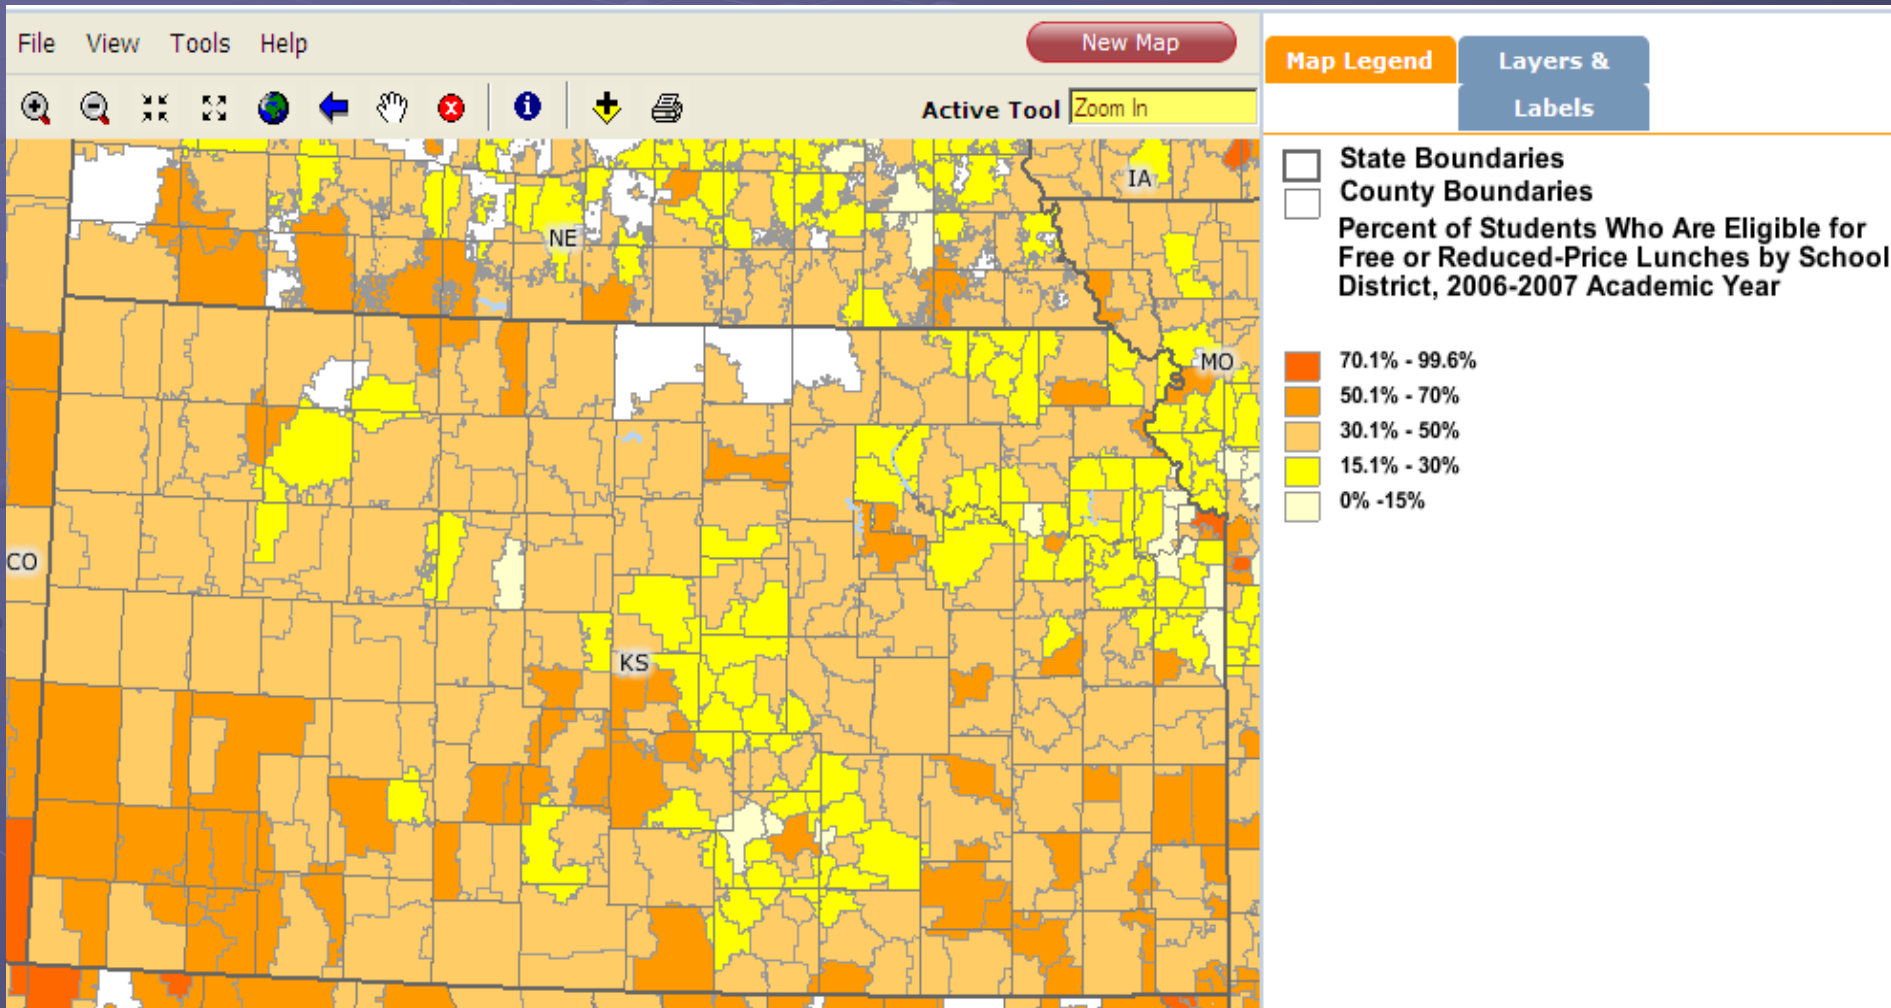 File View Tools Help New Map
Active Tool Zoom In
Map Legend
Layers &
Labels
State Boundaries
County Boundaries
Percent of Students Who Are Eligible for
Free or Reduced-Price Lunches by School
District, 2006-2007 Academic Year
70.1% - 99.6%
50.1% - 70%
30.1% - 50%
15.1% - 30%
0% -15%
IA
NE
MO
CO
KS